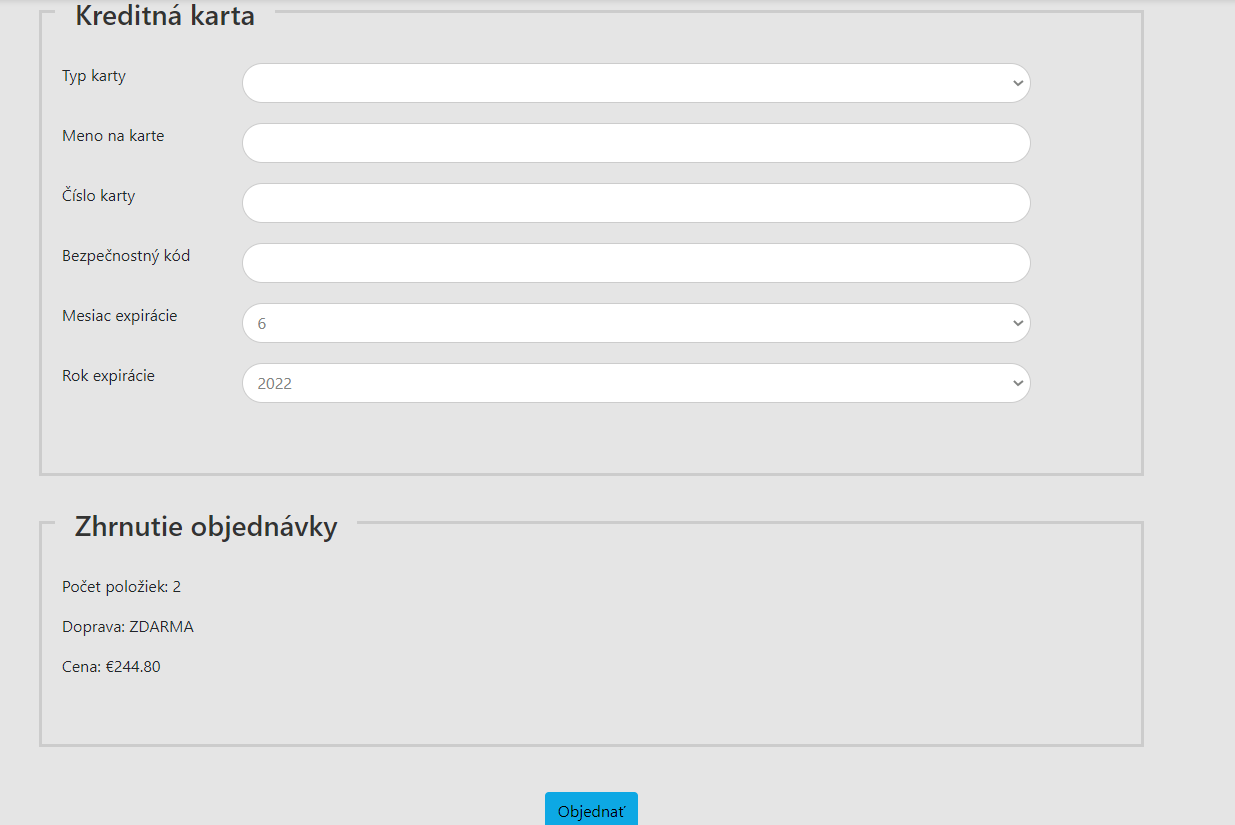 Kreditná karta
Typ karty
Meno na karte
Číslo karty
Bezpečnostný kód
Mesiac expirácie
6
Rok expirácie
2022
Zhrnutie objednávky
Počet položiek: 2
Doprava: ZDARMA
Cena: €244.80
Objednať